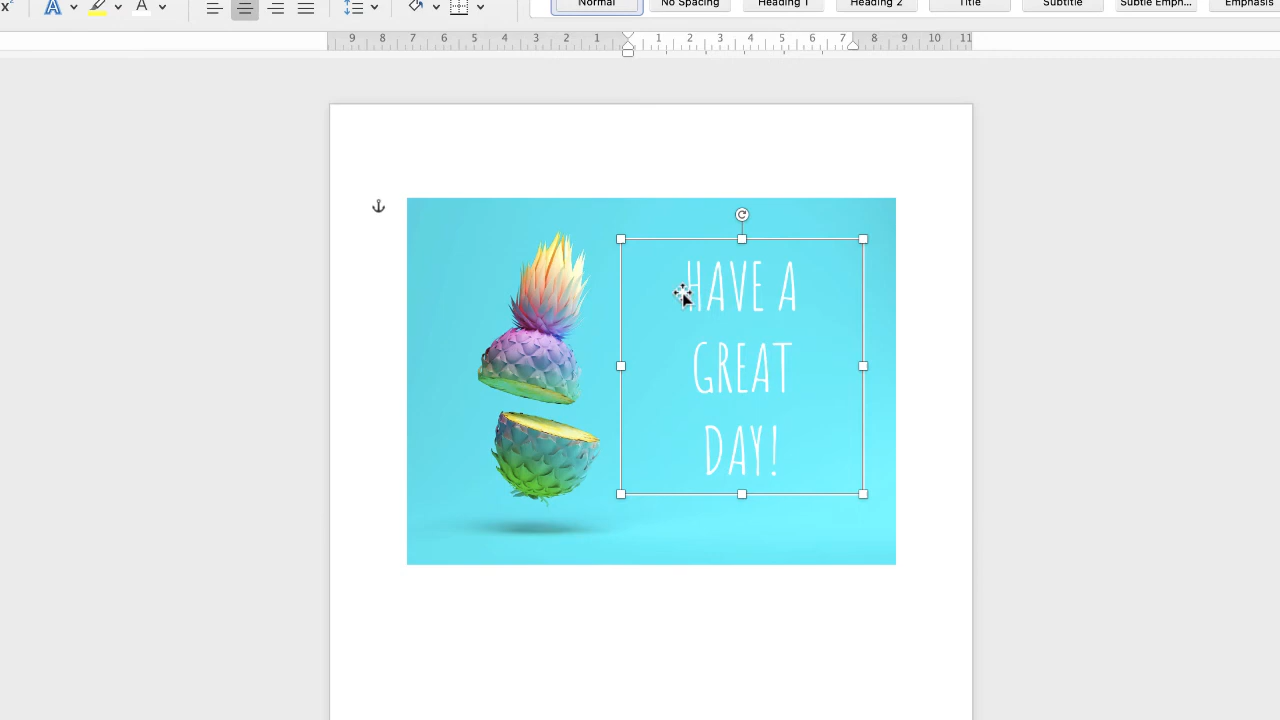 x
A
A
Normal
No Spacing
Heading 1
Heading 2
Title
Subtitle
Subtle Emph...
Emphasis
9 8 7 6 5 4 3 2 1 1 2 3 4 5 6 7 8 9 10 11
HAVE A
GREAT
DAY!